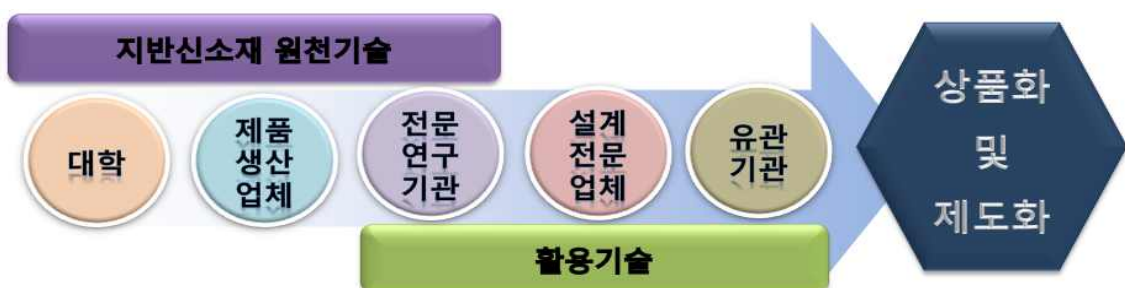 지반신소재 원천기술
대학
제품
생산
업체
전문
연구
기관
설계
전문
업체
유관
기관
활용기술
상품화
및
제도화